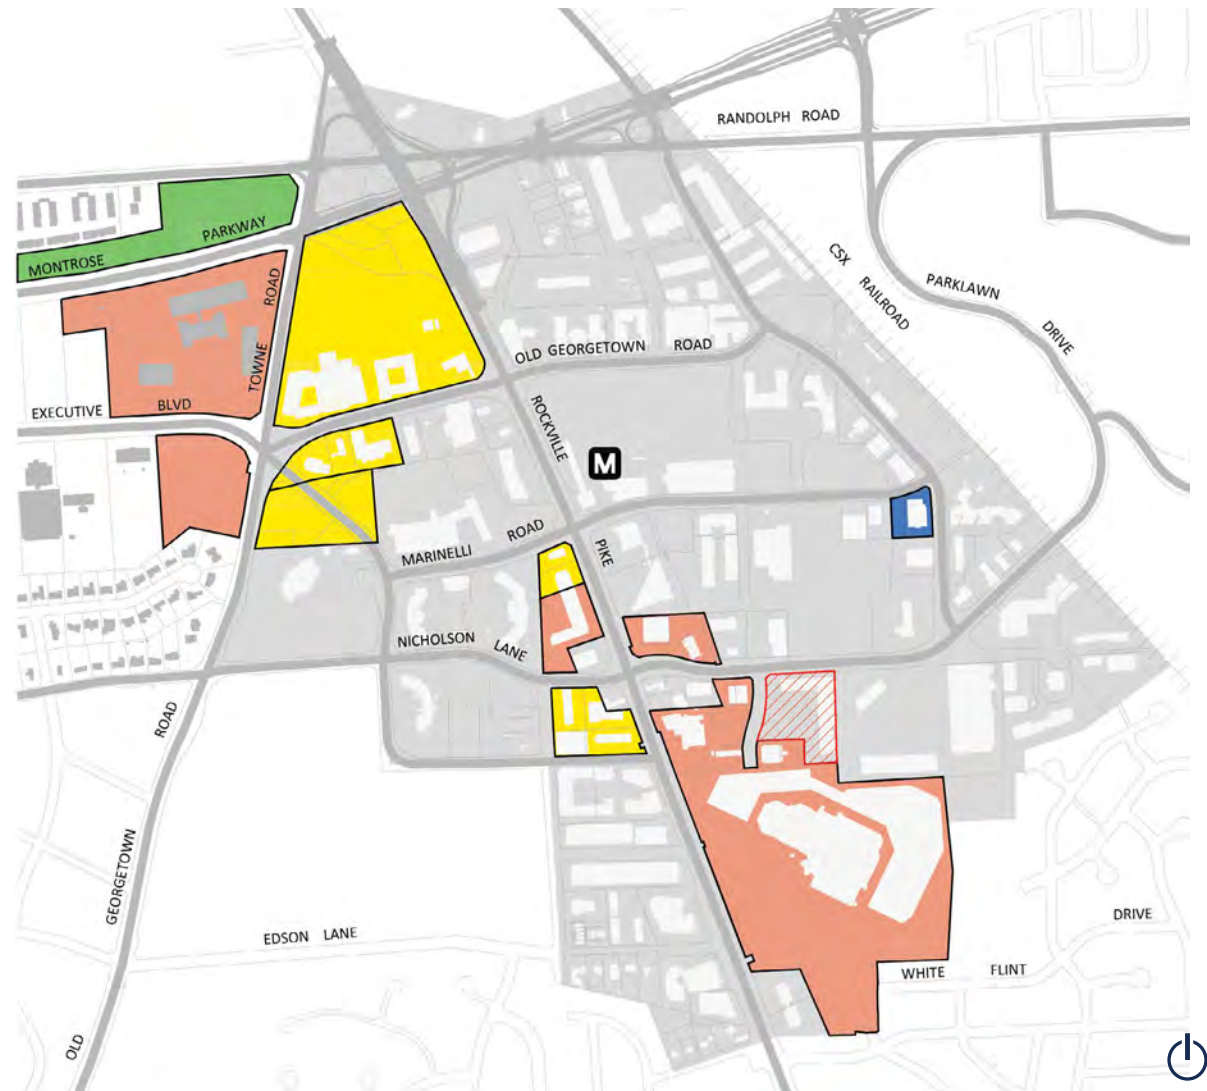 RANDOLPH ROAD
MONTROSE PARKWAY
CSX RAILROAD
PARKLAWN DRIVE
TOWNE ROAD
OLD GEORGETOWN ROAD
EXECUTIVE BLVD
ROCKVILLE PIKE
M
MARINELLI ROAD
NICHOLSON LANE
OLD GEORGETOWN ROAD
EDSON LANE
WHITE FLINT DRIVE